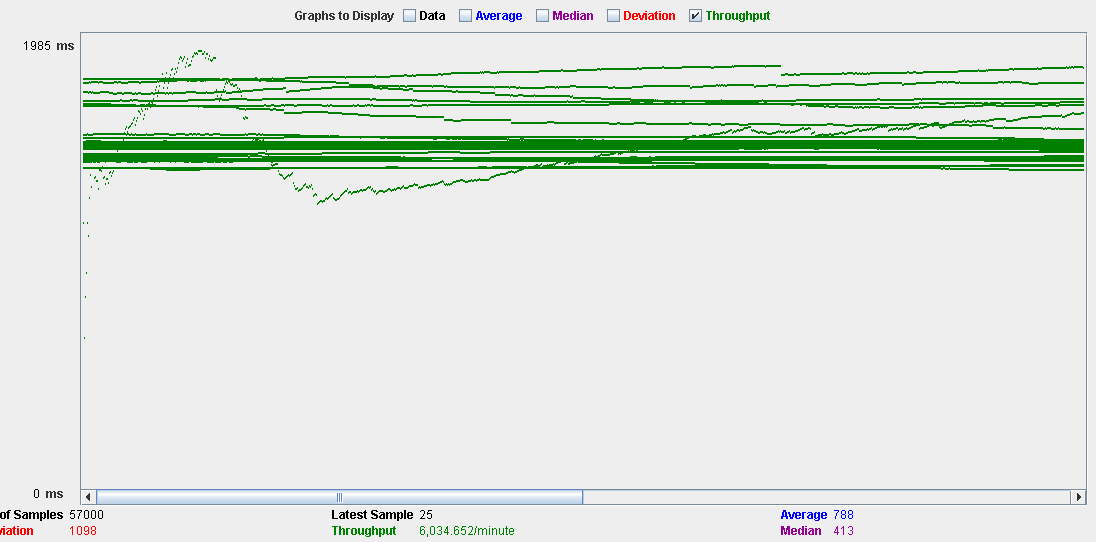 Graphs to Display Data Average Median Deviation Throughput
1985 ms
0 ms
of Samples 57000 Latest Sample 25 Average 788
viation 1098 Throughput 6,034.652/minute Median 413